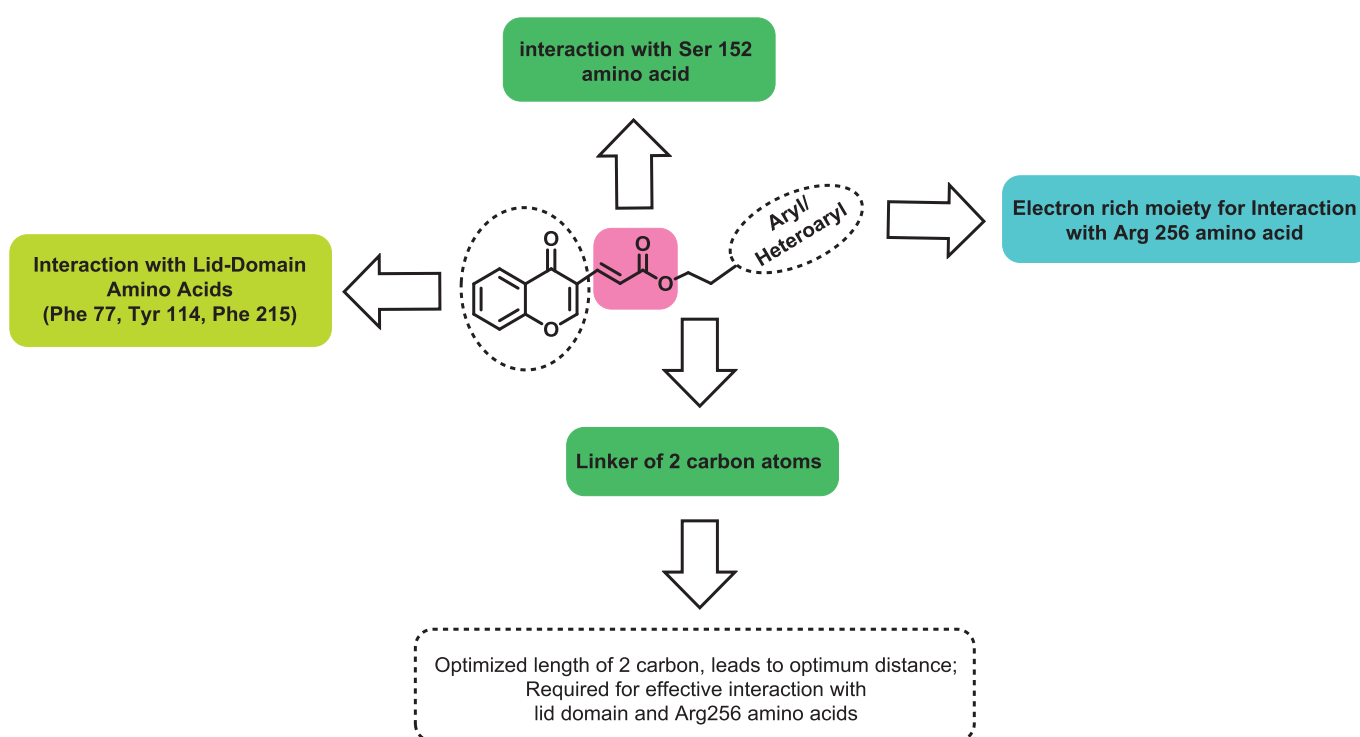 interaction with Ser 152
amino acid
Aryl/
Heteroaryl
Electron rich moiety for Interaction
with Arg 256 amino acid
Interaction with Lid-Domain
Amino Acids
(Phe 77, Tyr 114, Phe 215)
O
O
O
O
Linker of 2 carbon atoms
Optimized length of 2 carbon, leads to optimum distance;
Required for effective interaction with
lid domain and Arg256 amino acids